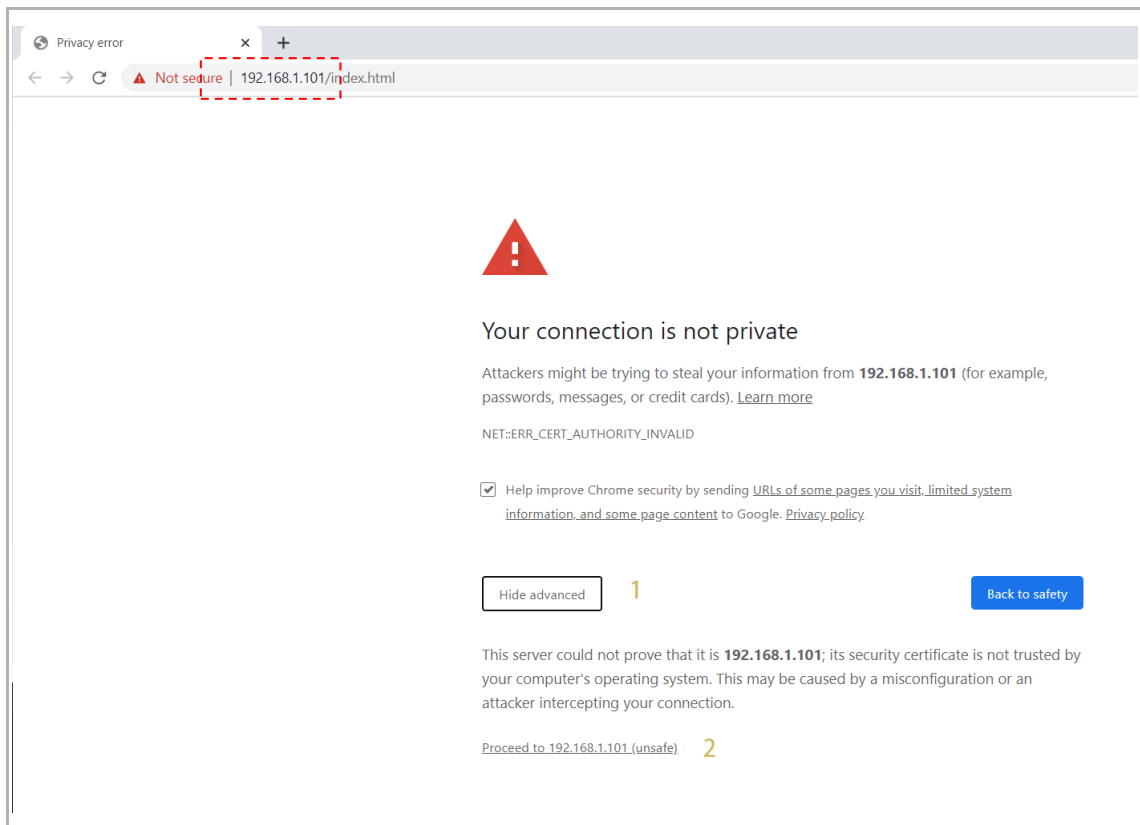 Privacy error
Not secure | 192.168.1.101/index.html
Your connection is not private
Attackers might be trying to steal your information from 192.168.1.101 (for example,
passwords, messages, or credit cards). Learn more
NET::ERR_CERT_AUTHORITY_INVALID
Help improve Chrome security by sending URLs of some pages you visit, limited system
information, and some page content to Google. Privacy policy
Hide advanced 1 Back to safety
This server could not prove that it is 192.168.1.101; its security certificate is not trusted by
your computer's operating system. This may be caused by a misconfiguration or an
attacker intercepting your connection.
Proceed to 192.168.1.101 (unsafe) 2